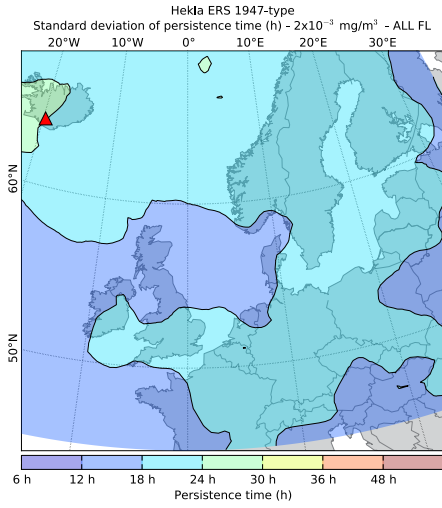 Hekla ERS 1947-type
Standard deviation of persistence time (h) - 2x10⁻³ mg/m³ - ALL FL
20°W 10°W 0° 10°E 20°E 30°E
60°N
50°N
6 h 12 h 18 h 24 h 30 h 36 h 48 h
Persistence time (h)